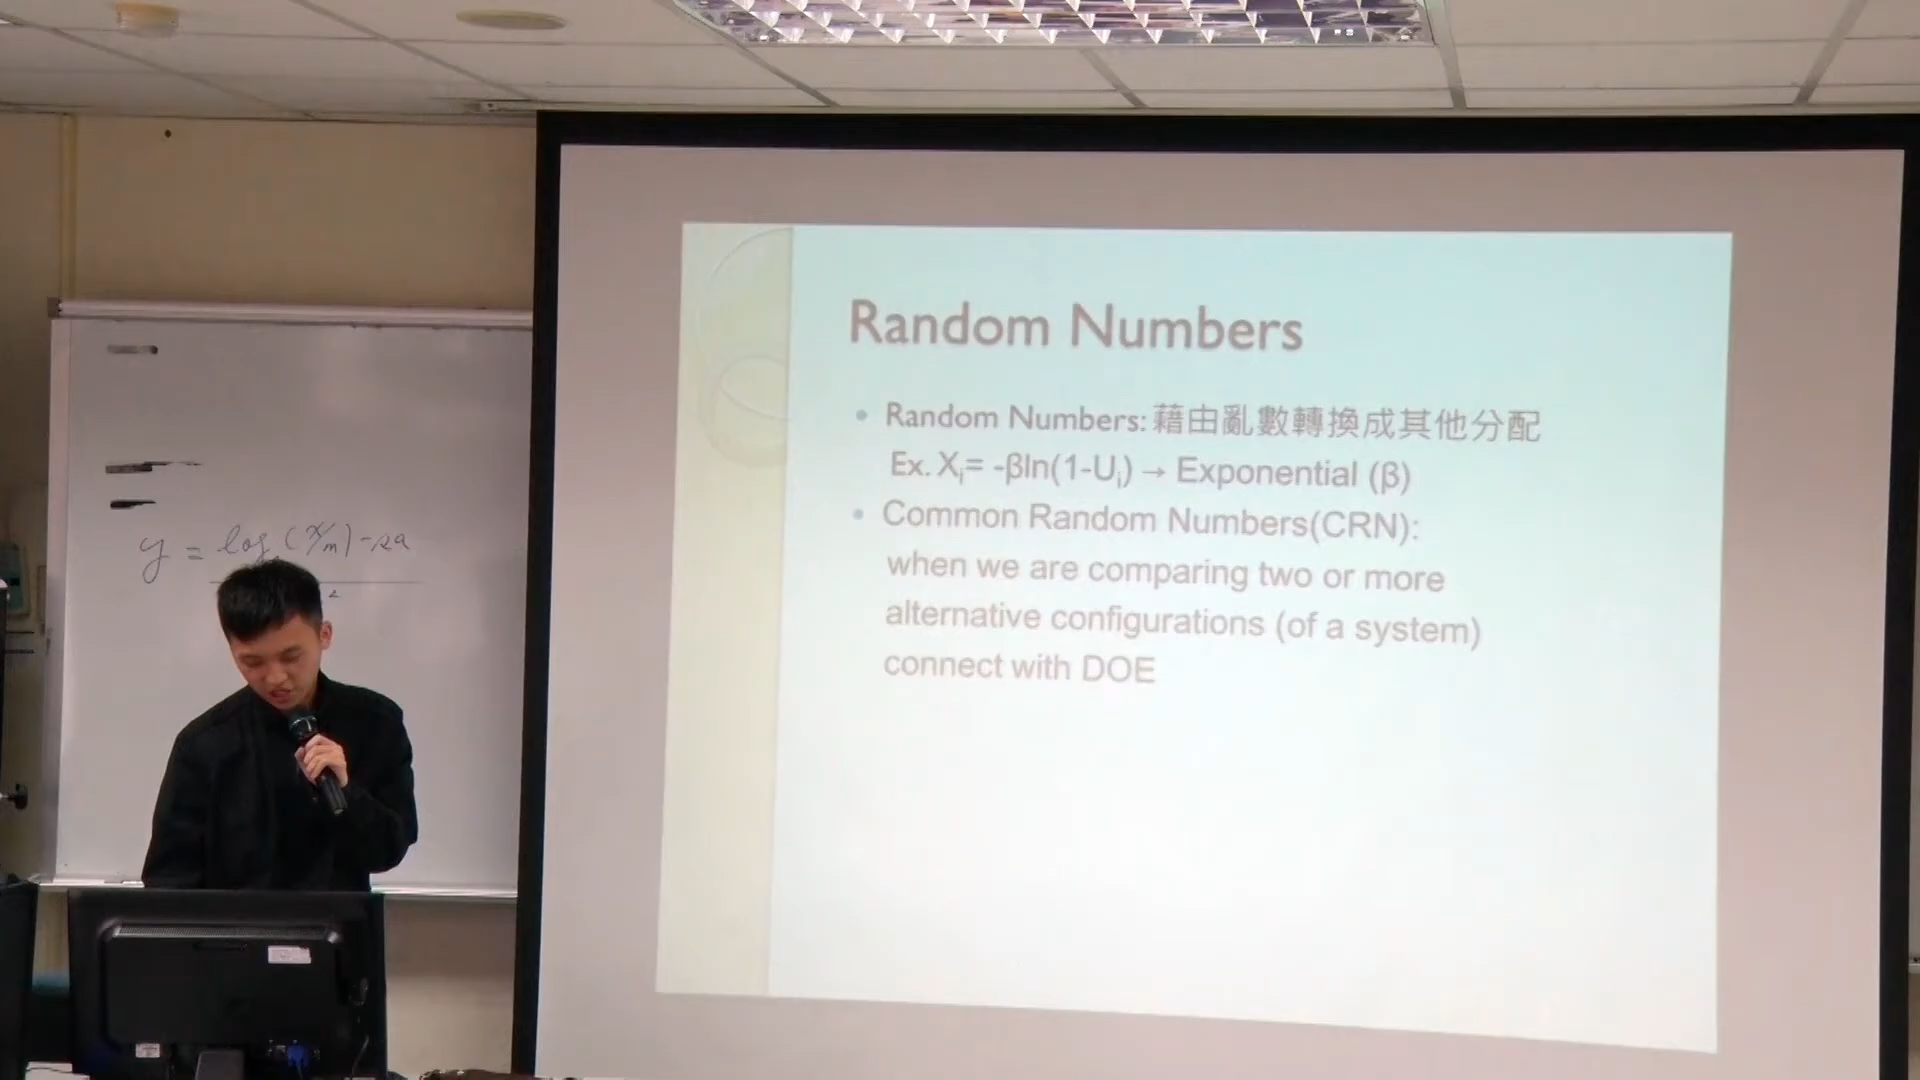 Random Numbers
• Random Numbers: 藉由亂數轉換成其他分配
Ex. Xi= -βln(1-Ui) → Exponential (β)
• Common Random Numbers(CRN):
when we are comparing two or more
alternative configurations (of a system)
connect with DOE
y = log (x/m) -